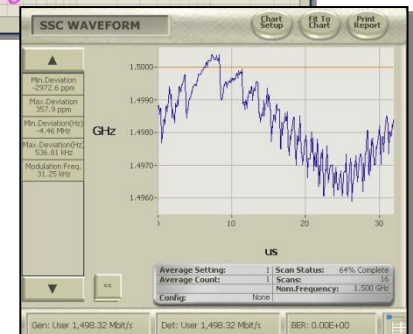 SSC WAVEFORM
Chart Setup
Fit To Chart
Print Report
Min.Deviation
-2972.6 ppm
Max.Deviation
357.9 ppm
Min.Deviation(Hz)
-4.46 MHz
Max.Deviation(Hz)
536.81 kHz
Modulation Freq.
31.25 kHz
GHz
1.5000
1.4990
1.4980
1.4970
1.4960
10
20
30
us
<<
Average Setting: 1
Average Count: 1
Config: None
Scan Status: 64% Complete
Scans: 16
Nom.Frequency: 1.500 GHz
Gen: User 1,498.32 Mbit/s
Det: User 1,498.32 Mbit/s
BER: 0.00E+00